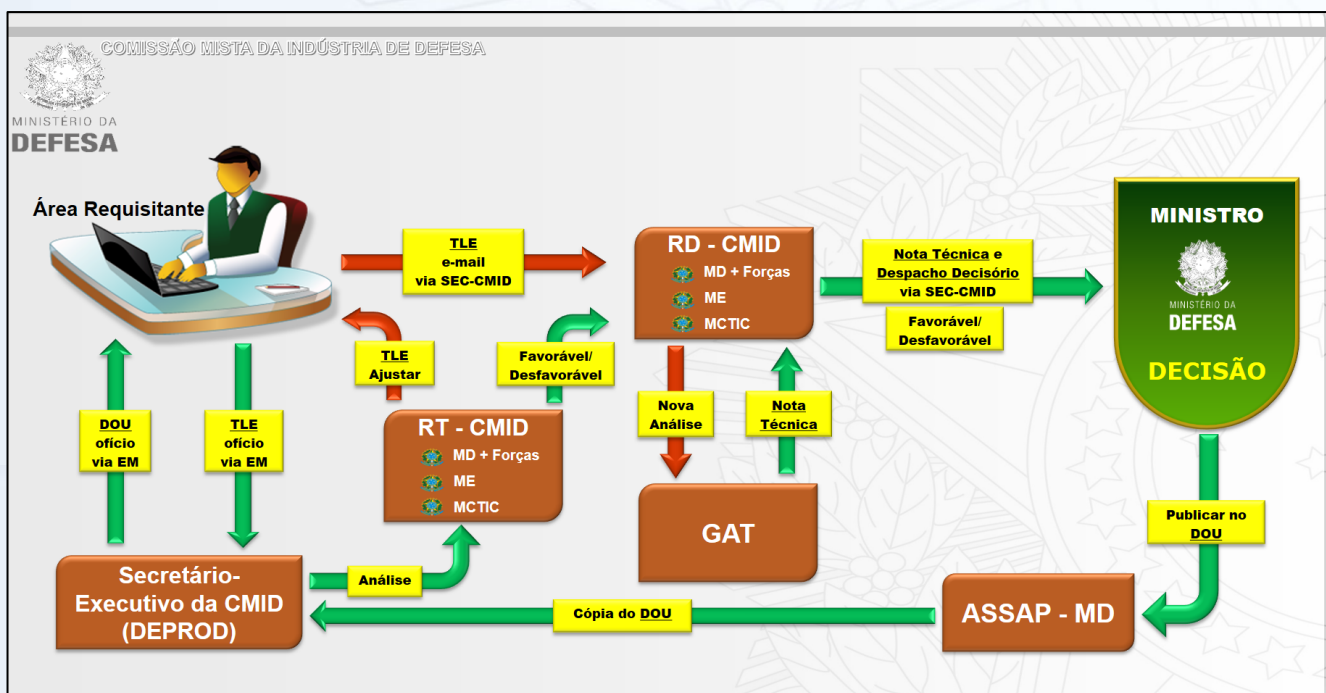 COMISSÃO MISTA DA INDÚSTRIA DE DEFESA
MINISTÉRIO DA
DEFESA
Área Requisitante
TLE
e-mail
via SEC-CMID
RD - CMID
MD + Forças
ME
MCTIC
Nota Técnica e
Despacho Decisório
via SEC-CMID
Favorável/
Desfavorável
MINISTRO
MINISTÉRIO DA
DEFESA
DECISÃO
TLE
Ajustar
Favorável/
Desfavorável
DOU
ofício
via EM
TLE
ofício
via EM
RT - CMID
MD + Forças
ME
MCTIC
Nova
Análise
Nota
Técnica
GAT
Publicar no
DOU
Secretário-
Executivo da CMID
(DEPROD)
Análise
Cópia do DOU
ASSAP - MD